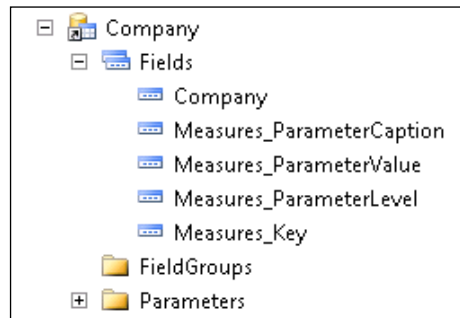 Company
Fields
Company
Measures_ParameterCaption
Measures_ParameterValue
Measures_ParameterLevel
Measures_Key
FieldGroups
Parameters